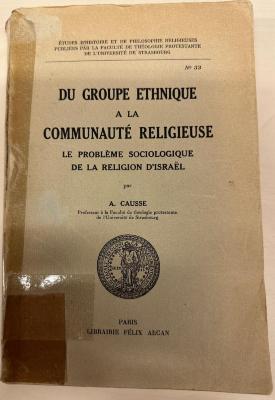 ÉTUDES D'HISTOIRE ET DE PHILOSOPHIE RELIGIEUSES
PUBLIÉES PAR LA FACULTÉ DE THÉOLOGIE PROTESTANTE
DE L'UNIVERSITÉ DE STRASBOURG
Nº 33
DU GROUPE ETHNIQUE
A LA
COMMUNAUTÉ RELIGIEUSE
LE PROBLÈME SOCIOLOGIQUE
DE LA RELIGION D'ISRAËL
par
A. CAUSSE
Professeur à la Faculté de théologie protestante
de l'Université de Strasbourg
PARIS
LIBRAIRIE FÉLIX ALCAN